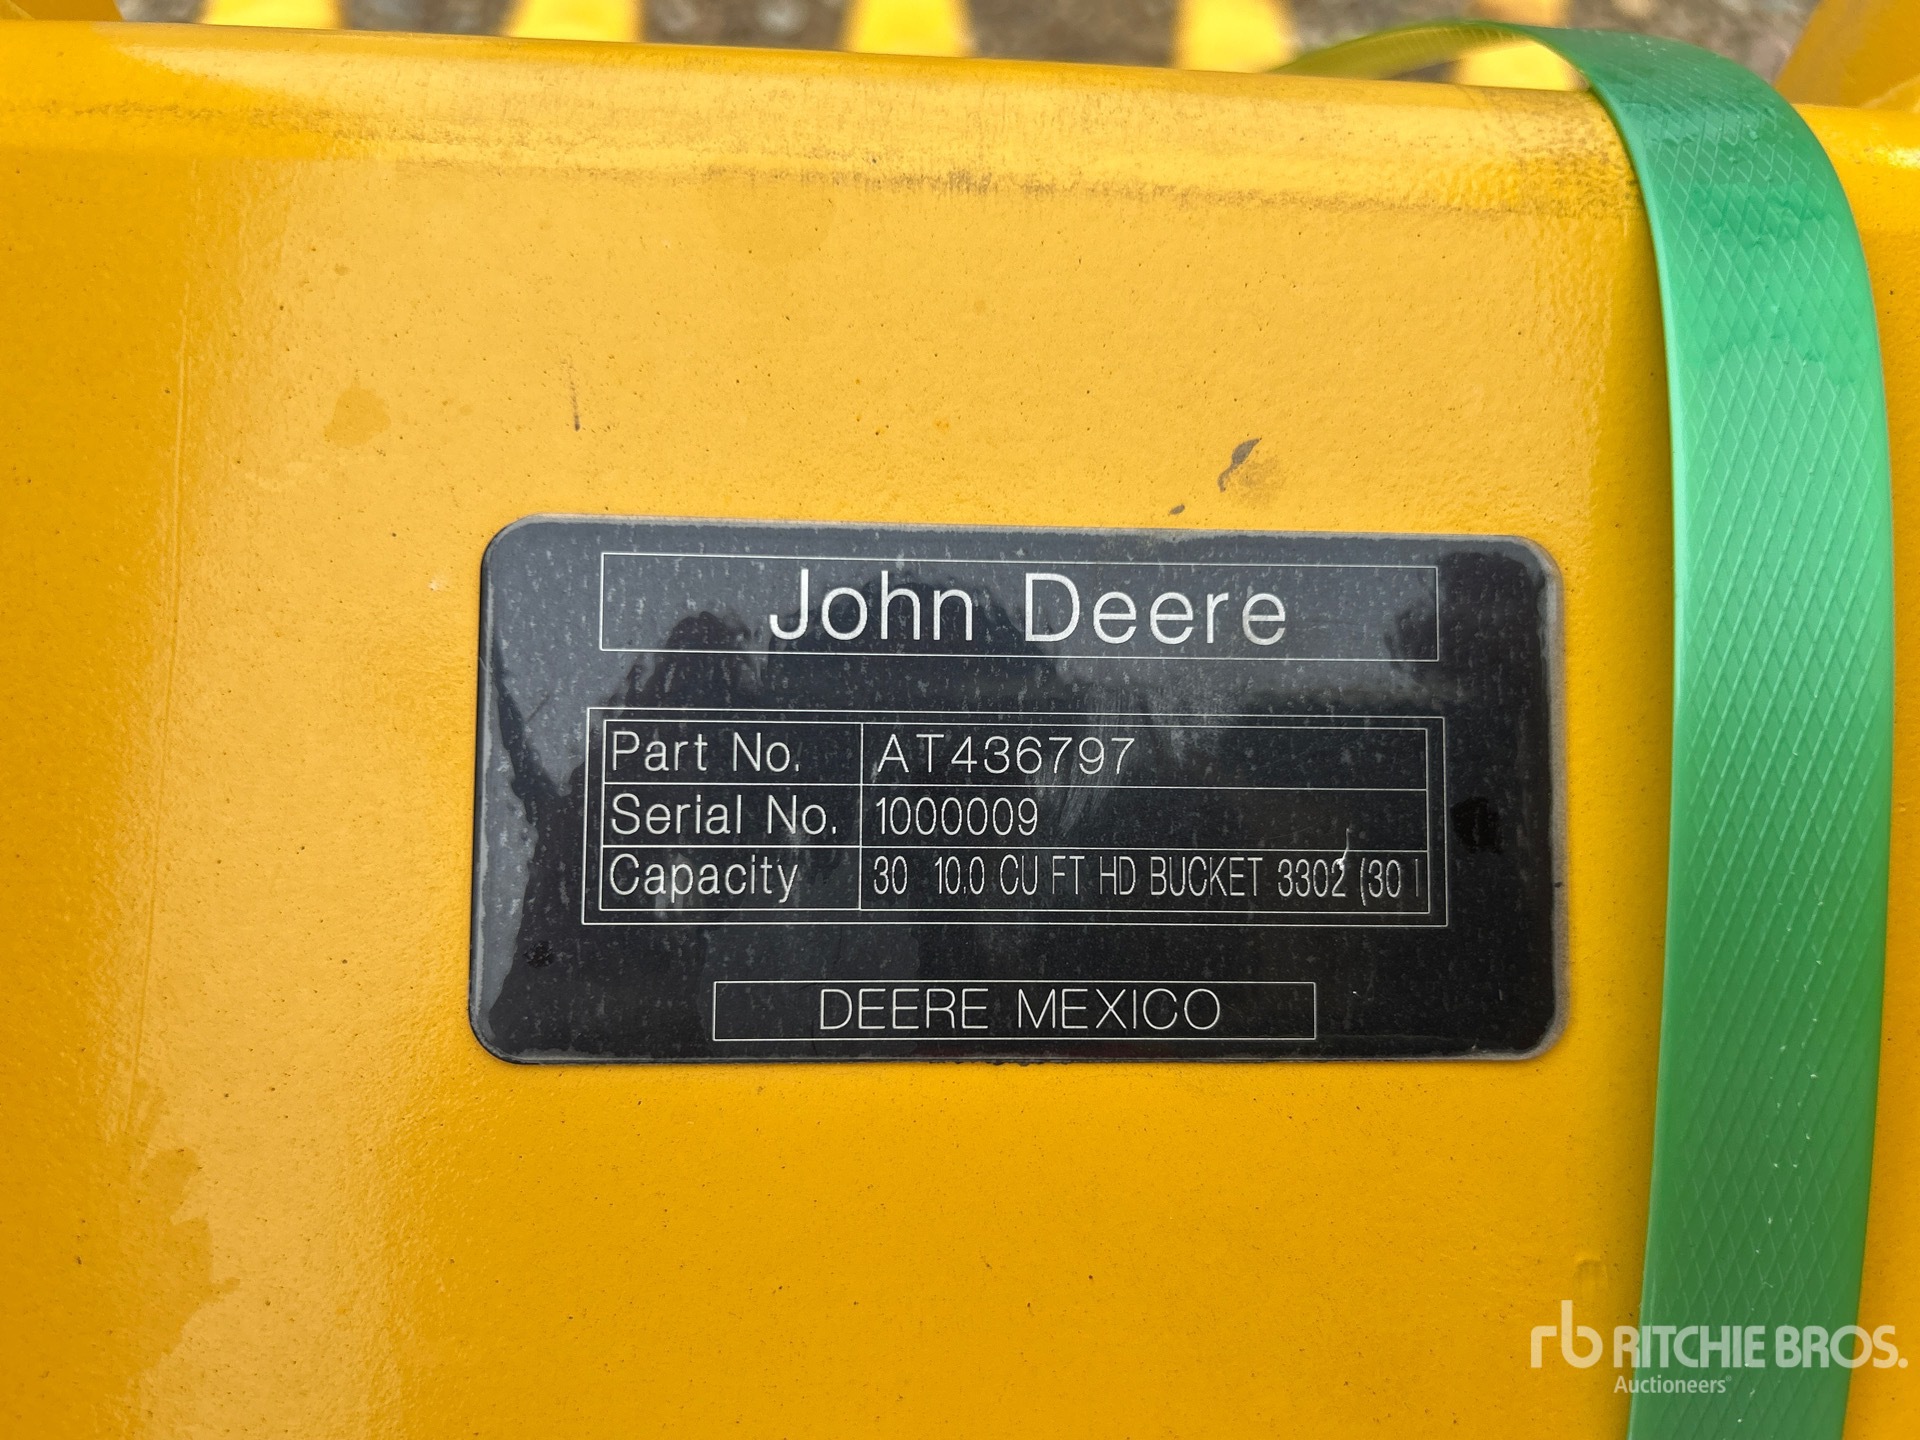 John Deere
Part No. AT436797
Serial No. 1000009
Capacity 30 10.0 CU FT HD BUCKET 3302 (30
DEERE MEXICO
rb RITCHIE BROS.
Auctioneers